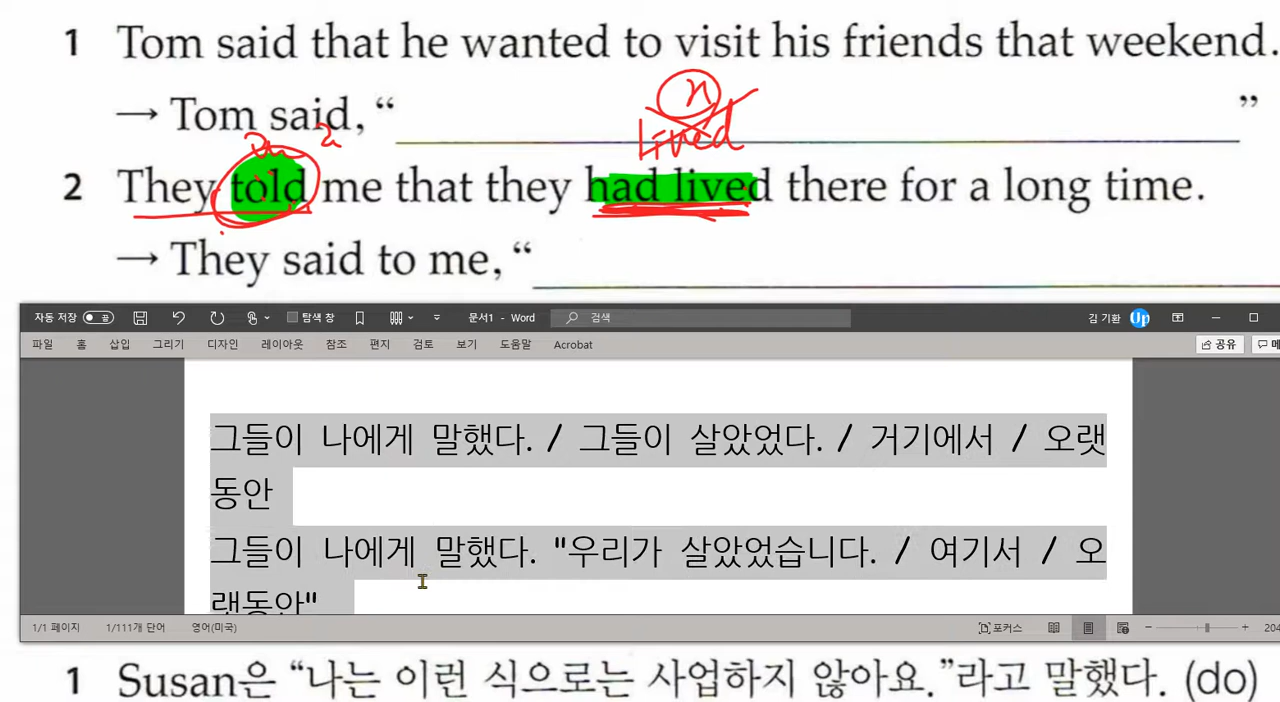 1 Tom said that he wanted to visit his friends that weekend.
→ Tom said, “ ”
lived
2 They told me that they had lived there for a long time.
→ They said to me, “
자동 저장 끔 탐색 창 문서1 - Word 검색 김 기환
파일 홈 삽입 그리기 디자인 레이아웃 참조 편지 검토 보기 도움말 Acrobat 공유 메
그들이 나에게 말했다. / 그들이 살았었다. / 거기에서 / 오랫
동안
그들이 나에게 말했다. "우리가 살았었습니다. / 여기서 / 오
랫동안"
1/1 페이지 1/111개 단어 영어(미국) 포커스 204
1 Susan은 “나는 이런 식으로는 사업하지 않아요.”라고 말했다. (do)